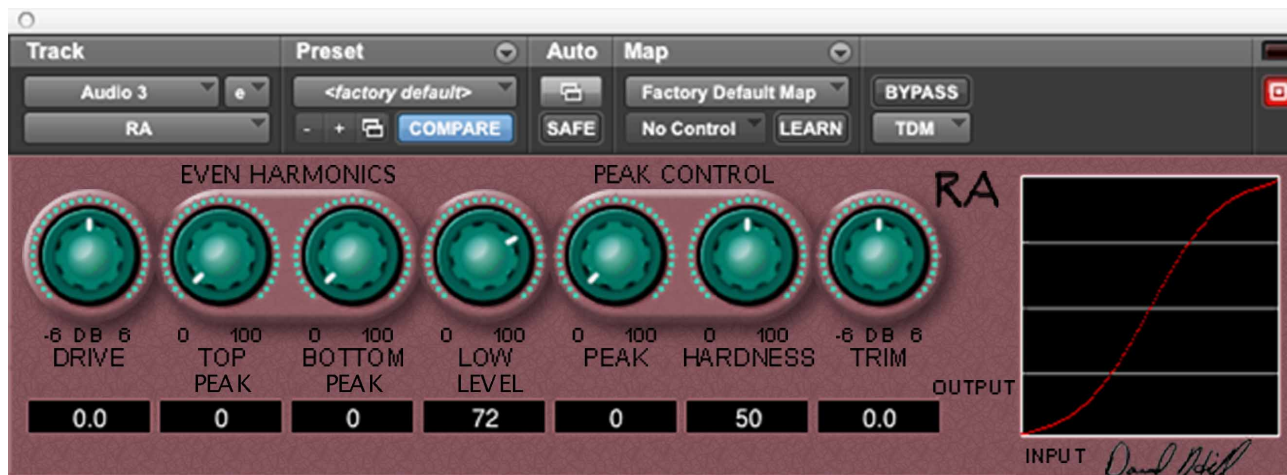 Track Preset Auto Map
Audio 3 e <factory default> Factory Default Map BYPASS
RA - + COMPARE SAFE No Control LEARN TDM
EVEN HARMONICS PEAK CONTROL RA
-6 DB 6 0 100 0 100 0 100 0 100 0 100 -6 DB 6
DRIVE TOP BOTTOM LOW PEAK HARDNESS TRIM
PEAK PEAK LEVEL OUTPUT
0.0 0 0 72 0 50 0.0
INPUT